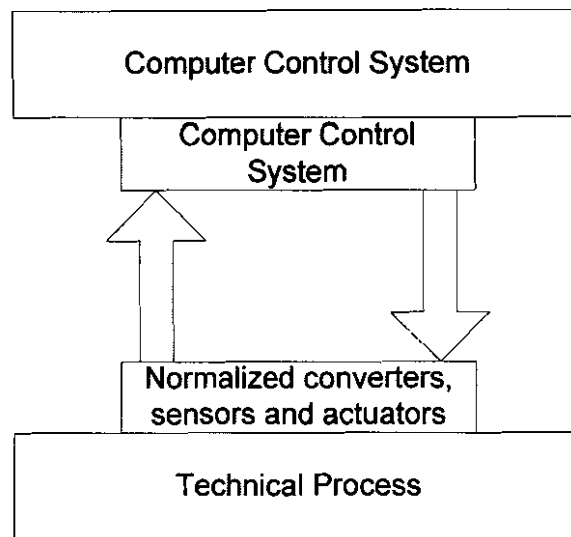 Computer Control System
Computer Control
System
Normalized converters,
sensors and actuators
Technical Process